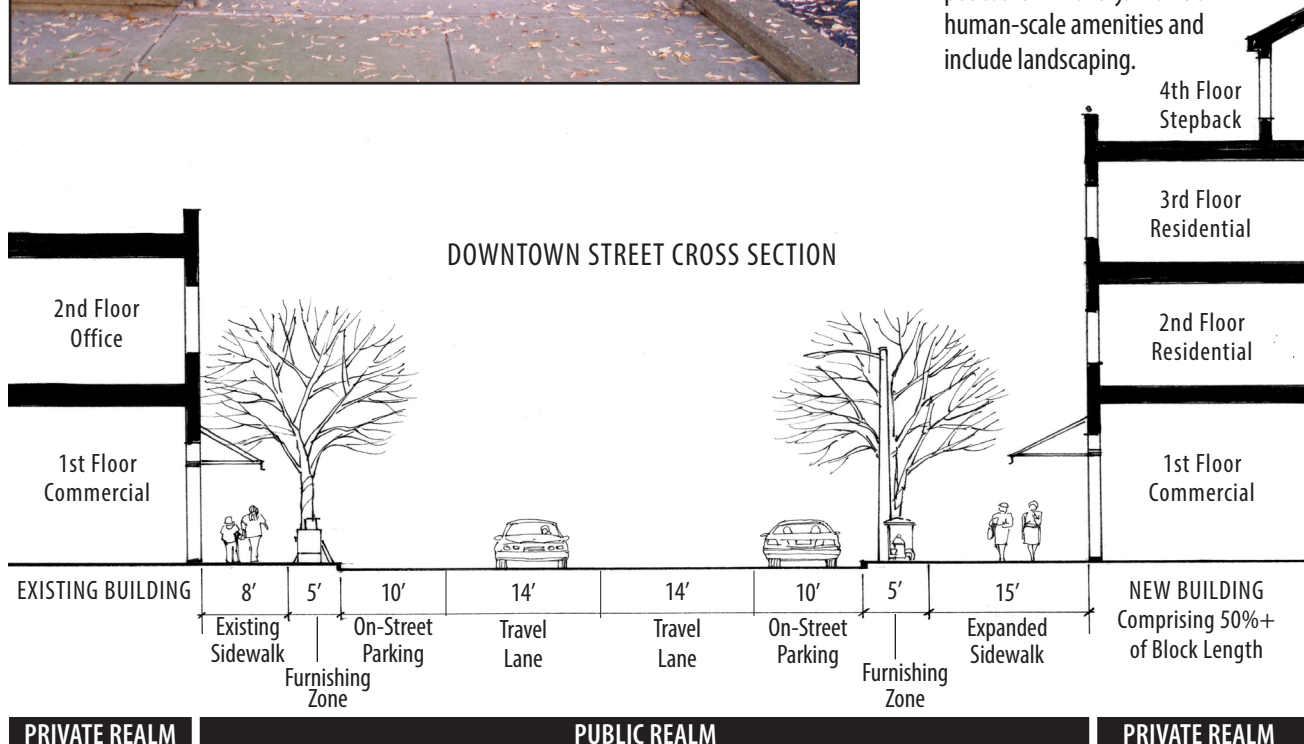 human-scale amenities and
include landscaping.
4th Floor
Stepback
3rd Floor
Residential
DOWNTOWN STREET CROSS SECTION
2nd Floor
Office
2nd Floor
Residential
1st Floor
Commercial
1st Floor
Commercial
EXISTING BUILDING
8′
5′
10′
14′
14′
10′
5′
15′
NEW BUILDING
Comprising 50%+
of Block Length
Existing
Sidewalk
Furnishing
Zone
On-Street
Parking
Travel
Lane
Travel
Lane
On-Street
Parking
Furnishing
Zone
Expanded
Sidewalk
PRIVATE REALM
PUBLIC REALM
PRIVATE REALM